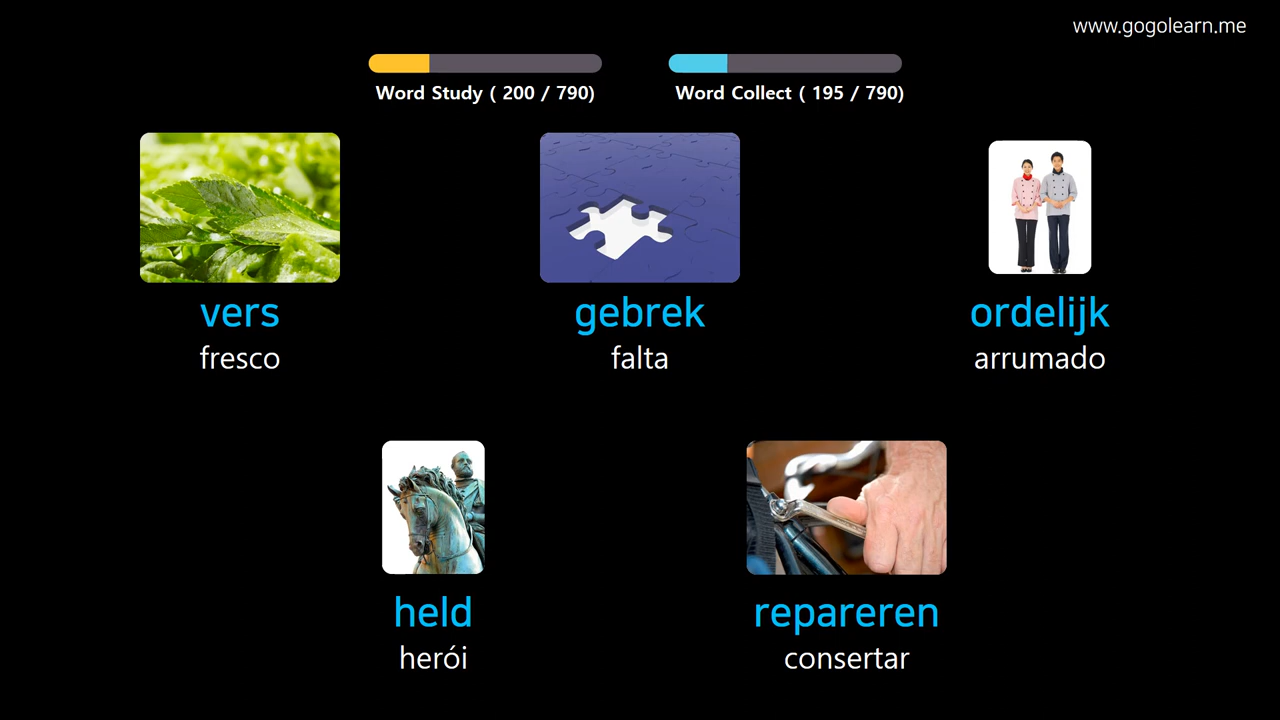 www.gogolearn.me
Word Study ( 200 / 790)
Word Collect ( 195 / 790)
vers
fresco
gebrek
falta
ordelijk
arrumado
held
herói
repareren
consertar